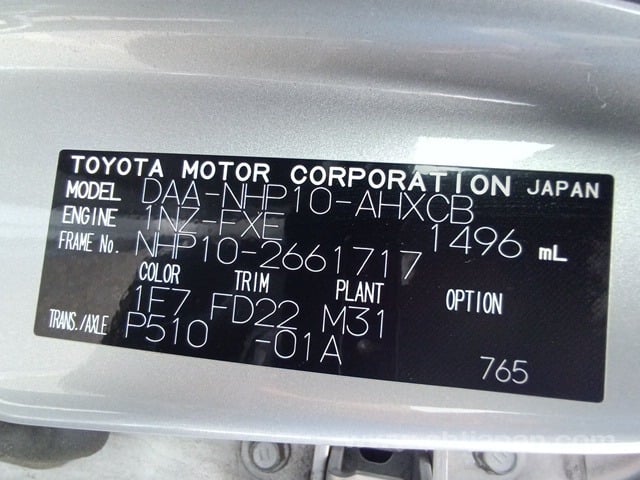 TOYOTA MOTOR CORPORATION JAPAN
MODEL DAA-NHP10-AHXCB
ENGINE 1NZ-FXE 1496 mL
FRAME No. NHP10-2661717
COLOR TRIM PLANT OPTION
1E7 FD22 M31
TRANS./AXLE P510 -01A
765